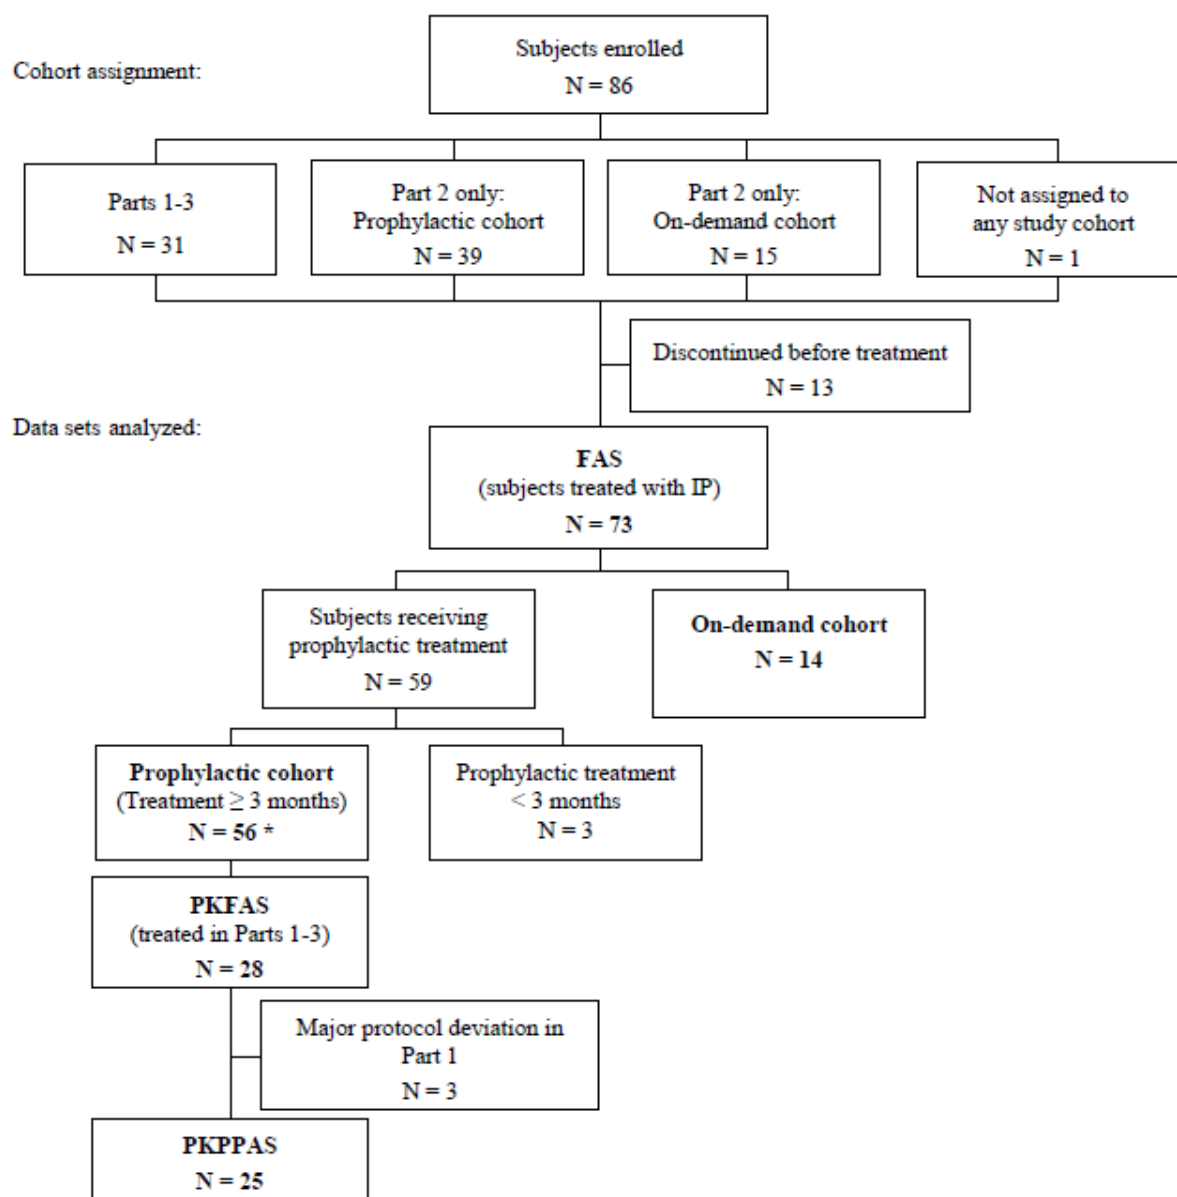 Cohort assignment:
Subjects enrolled
N = 86
Parts 1-3
N = 31
Part 2 only:
Prophylactic cohort
N = 39
Part 2 only:
On-demand cohort
N = 15
Not assigned to
any study cohort
N = 1
Discontinued before treatment
N = 13
Data sets analyzed:
FAS
(subjects treated with IP)
N = 73
Subjects receiving
prophylactic treatment
N = 59
On-demand cohort
N = 14
Prophylactic cohort
(Treatment ≥ 3 months)
N = 56 *
Prophylactic treatment
< 3 months
N = 3
PKFAS
(treated in Parts 1-3)
N = 28
Major protocol deviation in
Part 1
N = 3
PKPPAS
N = 25